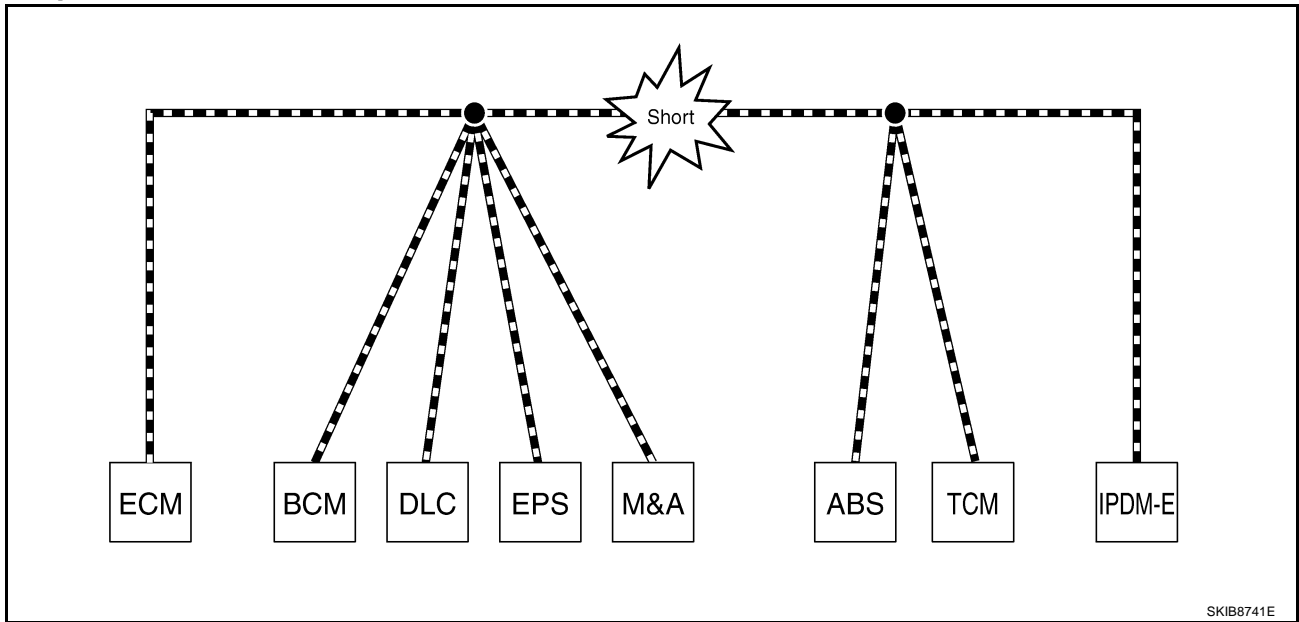 Short
ECM
BCM
DLC
EPS
M&A
ABS
TCM
IPDM-E
SKIB8741E